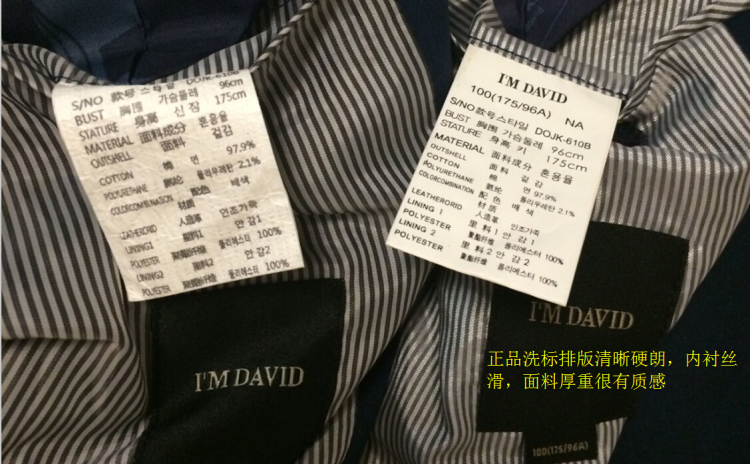 S/NO 款号 스타일 DOJK-610B
BUST 胸围 가슴둘레 96cm
STATURE 身高 신장 175cm
MATERIAL 面料成分 혼용율
OUTSHELL 面料 겉감
COTTON 棉 면 97.9%
POLYURETHANE 氨纶 폴리우레탄 2.1%
COLORCOMBINENATION 配色 배색
LEATHEROID 人造革 인조가죽
LINING1 里料1 안감1
POLYESTER 聚酯纤维 폴리에스터 100%
LINING2 里料2 안감2
POLYESTER 폴리에스터 100%
I'M DAVID
I'M DAVID
100(175/96A) NA
S/NO 款号 스타일 DOJK-610B
BUST 胸围 가슴둘레 96cm
STATURE 身高 키 175cm
MATERIAL 面料成分 혼용율
OUTSHELL 겉감
COTTON 棉 면 97.9%
POLYURETHANE 氨纶 폴리우레탄 2.1%
COLORCOMBINATION 配色 배색
材质
LEATHERORID 人造革 인조가죽
LINING 1 里料1 안감1
POLYESTER 聚酯纤维 폴리에스터 100%
LINING 2 里料2 안감2
POLYESTER 聚酯纤维 폴리에스터 100%
I'M DAVID
正品洗标排版清晰硬朗，内衬丝
滑，面料厚重很有质感
100(175/96A)